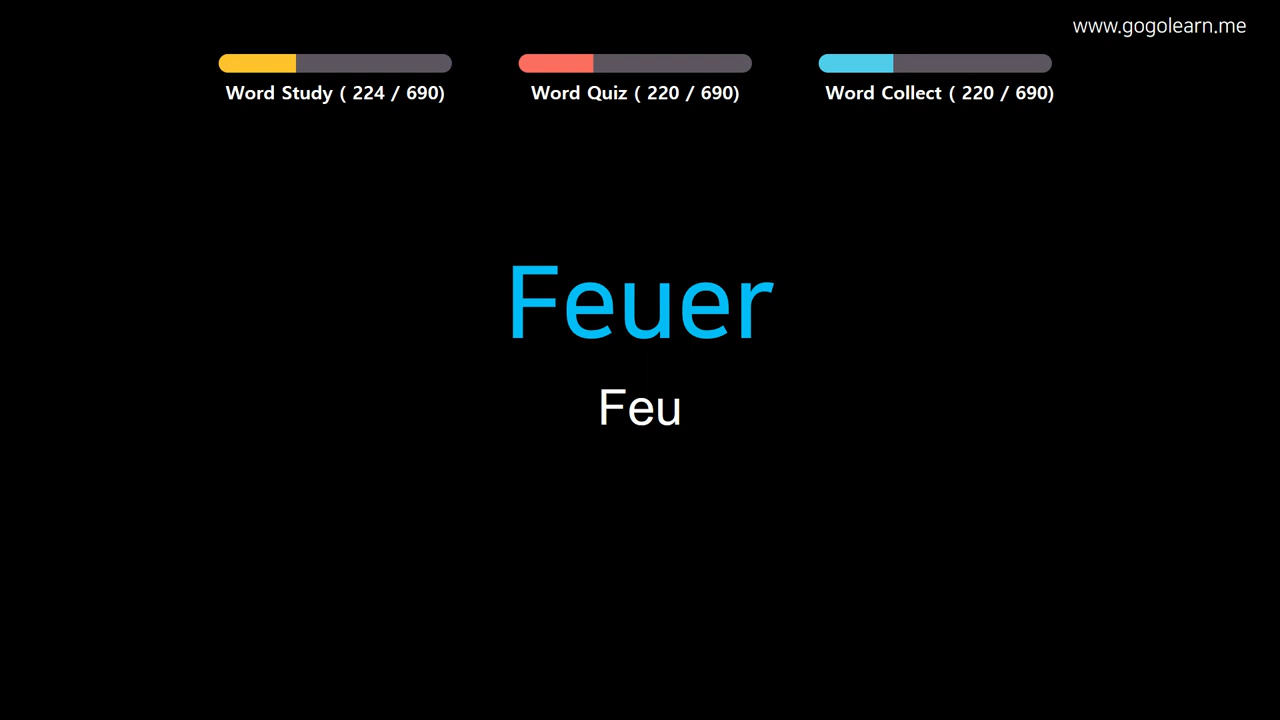 www.gogolearn.me
Word Study ( 224 / 690)
Word Quiz ( 220 / 690)
Word Collect ( 220 / 690)
Feuer
Feu